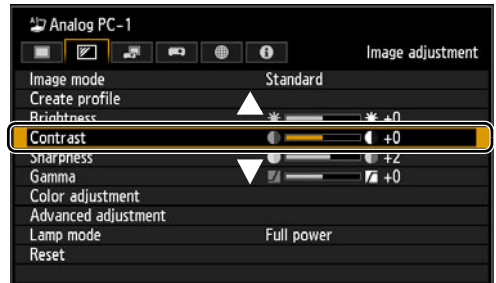 Analog PC-1
Image adjustment
Image mode Standard
Create profile
Brightness +0
Contrast +0
Sharpness +2
Gamma +0
Color adjustment
Advanced adjustment
Lamp mode Full power
Reset